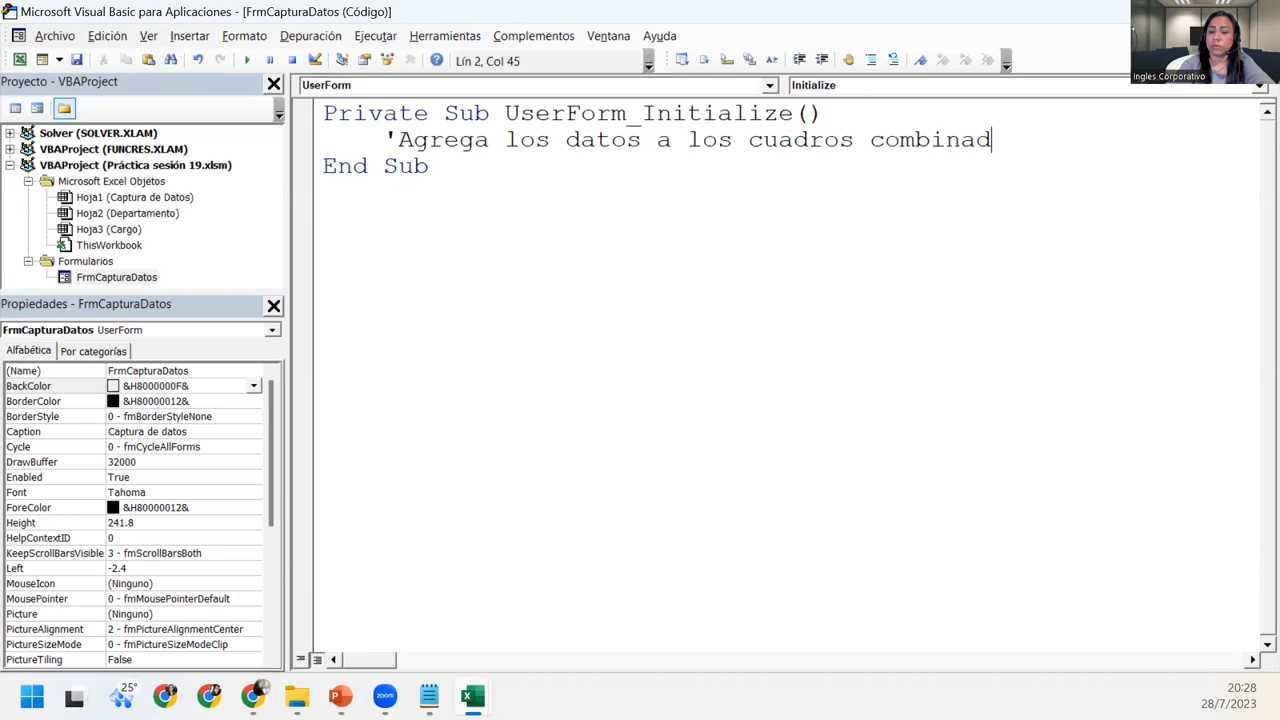 Microsoft Visual Basic para Aplicaciones - [FrmCapturaDatos (Código)]
Archivo Edición Ver Insertar Formato Depuración Ejecutar Herramientas Complementos Ventana Ayuda
Lín 2, Col 45
Ingles Corporativo
Proyecto - VBAProject
UserForm
Initialize
Solver (SOLVER.XLAM)
VBAProject (FUNCRES.XLAM)
VBAProject (Práctica sesión 19.xlsm)
Microsoft Excel Objetos
Hoja1 (Captura de Datos)
Hoja2 (Departamento)
Hoja3 (Cargo)
ThisWorkbook
Formularios
FrmCapturaDatos
Private Sub UserForm_Initialize()
'Agrega los datos a los cuadros combinad
End Sub
Propiedades - FrmCapturaDatos
FrmCapturaDatos UserForm
Alfabética Por categorías
(Name) FrmCapturaDatos
BackColor &H8000000F&
BorderColor &H80000012&
BorderStyle 0 - fmBorderStyleNone
Caption Captura de datos
Cycle 0 - fmCycleAllForms
DrawBuffer 32000
Enabled True
Font Tahoma
ForeColor &H80000012&
Height 241.8
HelpContextID 0
KeepScrollBarsVisible 3 - fmScrollBarsBoth
Left -2.4
MouseIcon (Ninguno)
MousePointer 0 - fmMousePointerDefault
Picture (Ninguno)
PictureAlignment 2 - fmPictureAlignmentCenter
PictureSizeMode 0 - fmPictureSizeModeClip
PictureTiling False
25°
zoom
20:28
28/7/2023